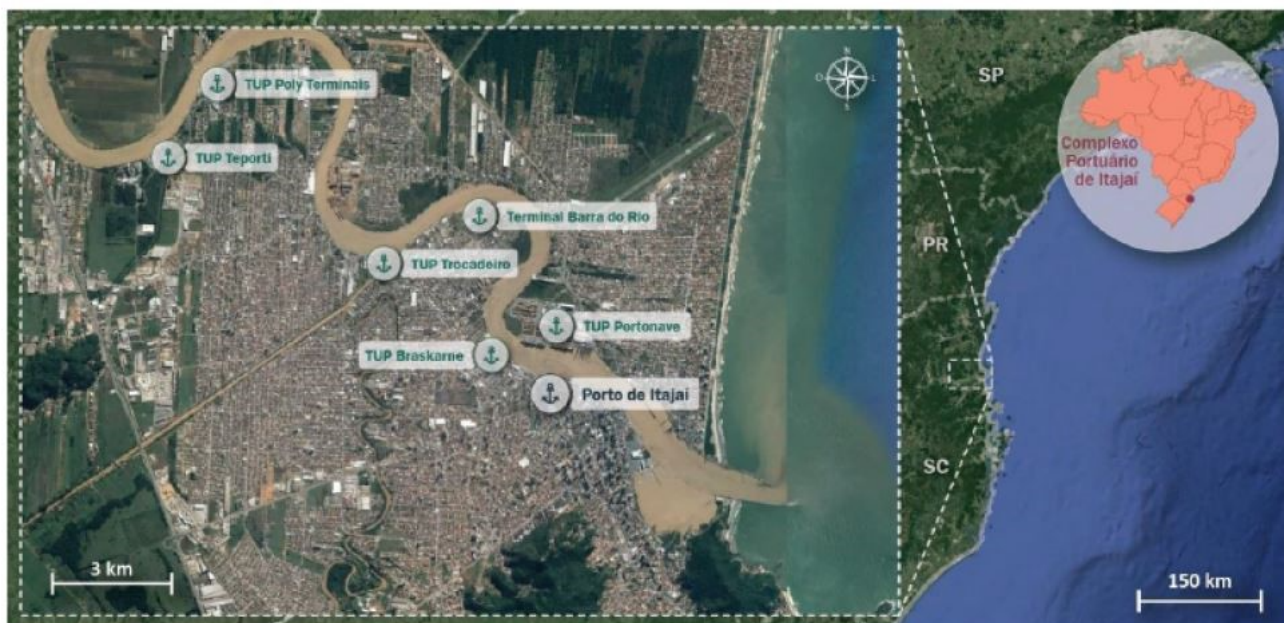 TUP Poly Terminais
TUP Teporti
Terminal Barra do Rio
TUP Trocadeiro
TUP Portonave
TUP Braskarne
Porto de Itajaí
3 km
N
O
L
S
SP
PR
SC
Complexo
Portuário
de Itajaí
150 km